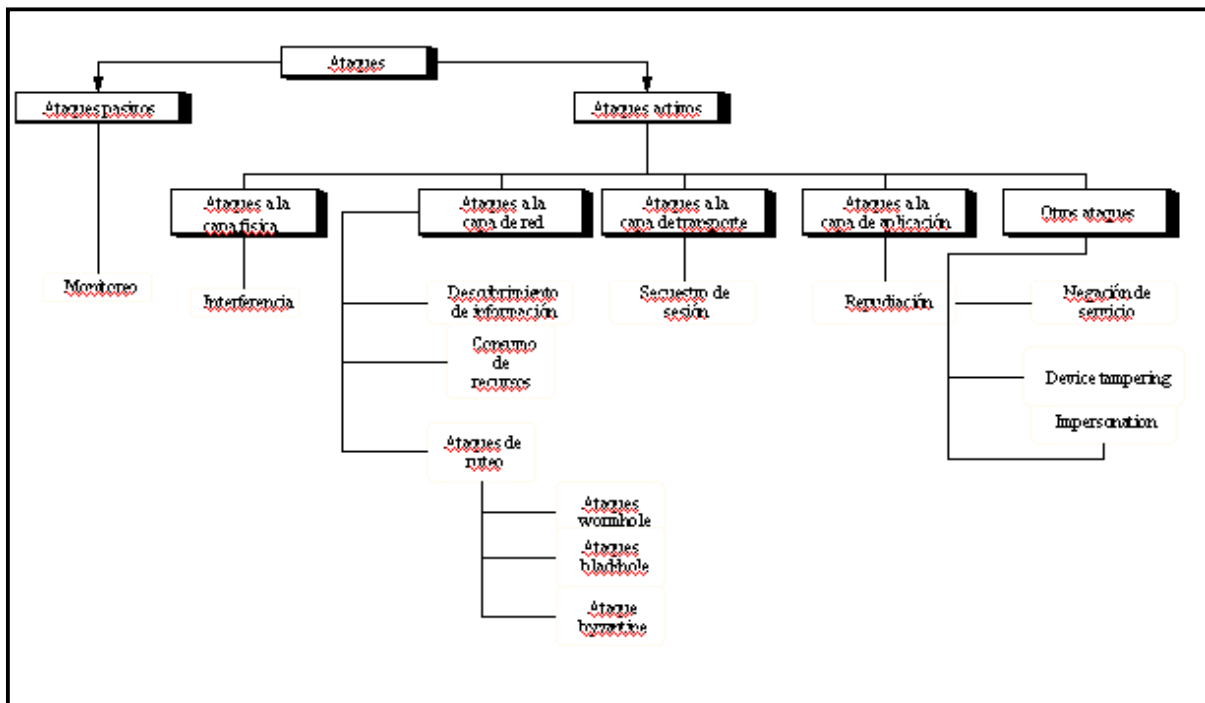 Ataques
Ataques pasivos
Ataques activos
Ataques a la
capa física
Ataques a la
capa de red
Ataques a la
capa de transporte
Ataques a la
capa de aplicación
Otros ataques
Monitoreo
Interferencia
Descubrimiento
de información
Secuestro de
sesión
Repudiación
Negación de
servicio
Consumo
de
recursos
Device tampering
Impersonation
Ataques de
ruteo
Ataques
wormhole
Ataques
blackhole
Ataque
byzantine